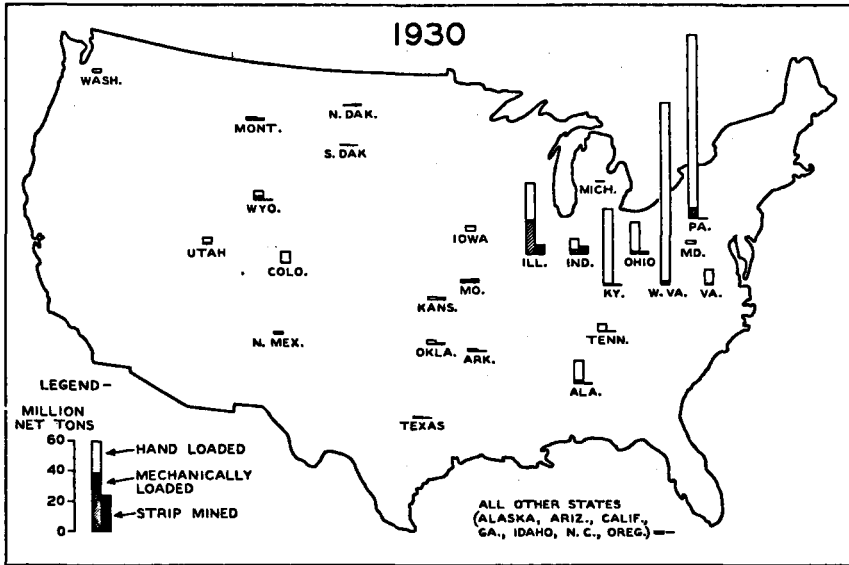 1930
WASH.
MONT.
N. DAK.
S. DAK
WYO.
UTAH
COLO.
N. MEX.
IOWA
MO.
KANS.
OKLA.
ARK.
TEXAS
MICH.
ILL.
IND.
OHIO
PA.
MD.
KY.
W. VA.
VA.
TENN.
ALA.
LEGEND —
MILLION
NET TONS
60
40
20
0
HAND LOADED
MECHANICALLY
LOADED
STRIP MINED
ALL OTHER STATES
(ALASKA, ARIZ., CALIF.,
GA., IDAHO, N. C., OREG.)